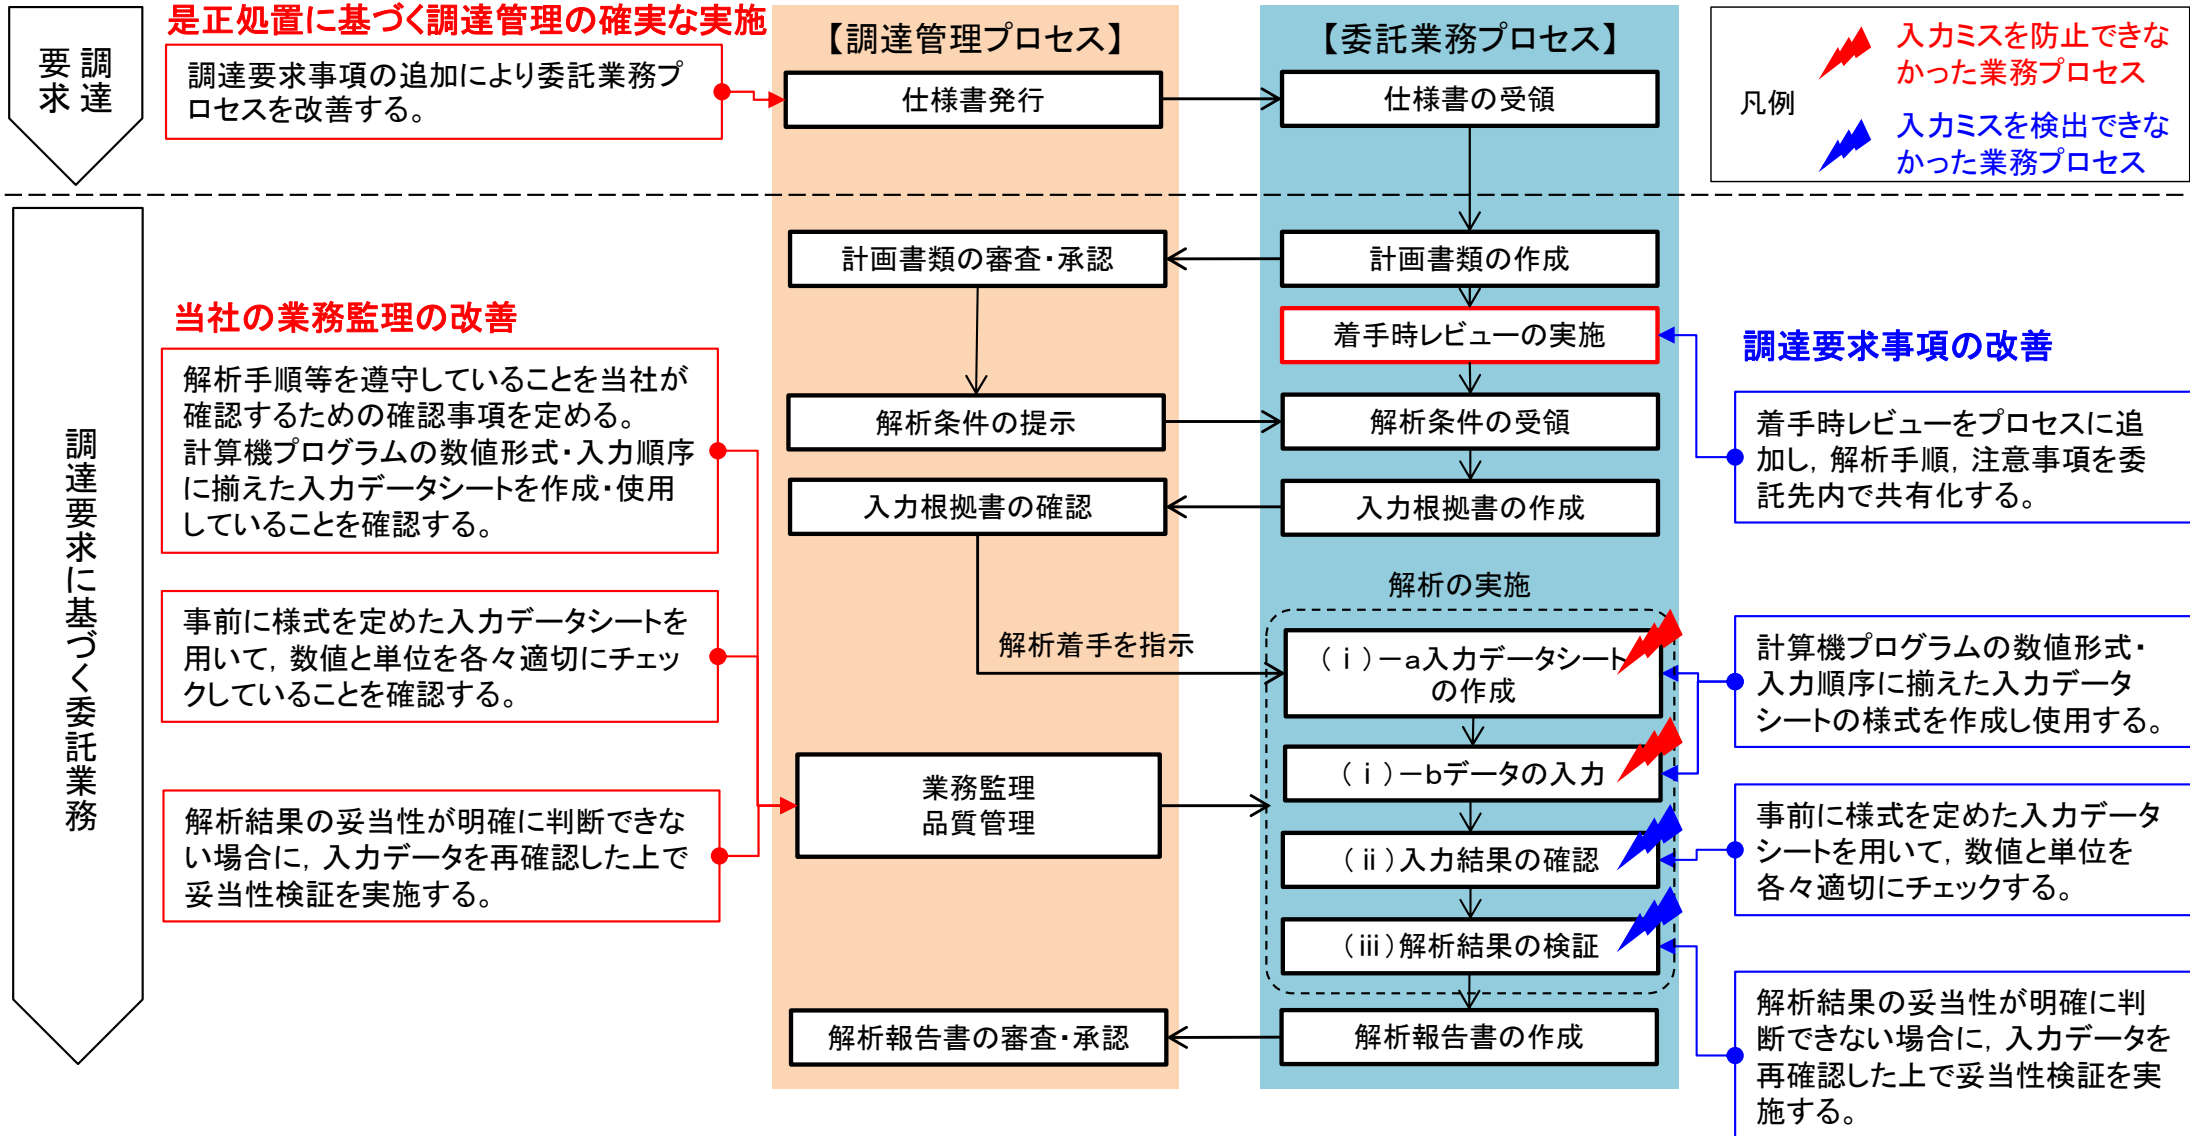 是正処置に基づく調達管理の確実な実施
調達
要求
調達要求事項の追加により委託業務プ
ロセスを改善する。
【調達管理プロセス】
【委託業務プロセス】
仕様書発行
仕様書の受領
凡例
入力ミスを防止できな
かった業務プロセス
入力ミスを検出できな
かった業務プロセス
調達要求に基づく委託業務
計画書類の審査・承認
計画書類の作成
当社の業務監理の改善
着手時レビューの実施
調達要求事項の改善
解析手順等を遵守していることを当社が
確認するための確認事項を定める。
計算機プログラムの数値形式・入力順序
に揃えた入力データシートを作成・使用
していることを確認する。
解析条件の提示
解析条件の受領
着手時レビューをプロセスに追
加し，解析手順，注意事項を委
託先内で共有化する。
入力根拠書の確認
入力根拠書の作成
解析の実施
事前に様式を定めた入力データシートを
用いて，数値と単位を各々適切にチェッ
クしていることを確認する。
解析着手を指示
（ⅰ）－a入力データシート
の作成
計算機プログラムの数値形式・
入力順序に揃えた入力データ
シートの様式を作成し使用する。
（ⅰ）－bデータの入力
業務監理
品質管理
解析結果の妥当性が明確に判断できな
い場合に，入力データを再確認した上で
妥当性検証を実施する。
（ⅱ）入力結果の確認
事前に様式を定めた入力データ
シートを用いて，数値と単位を
各々適切にチェックする。
（ⅲ）解析結果の検証
解析報告書の審査・承認
解析報告書の作成
解析結果の妥当性が明確に判
断できない場合に，入力データを
再確認した上で妥当性検証を実
施する。